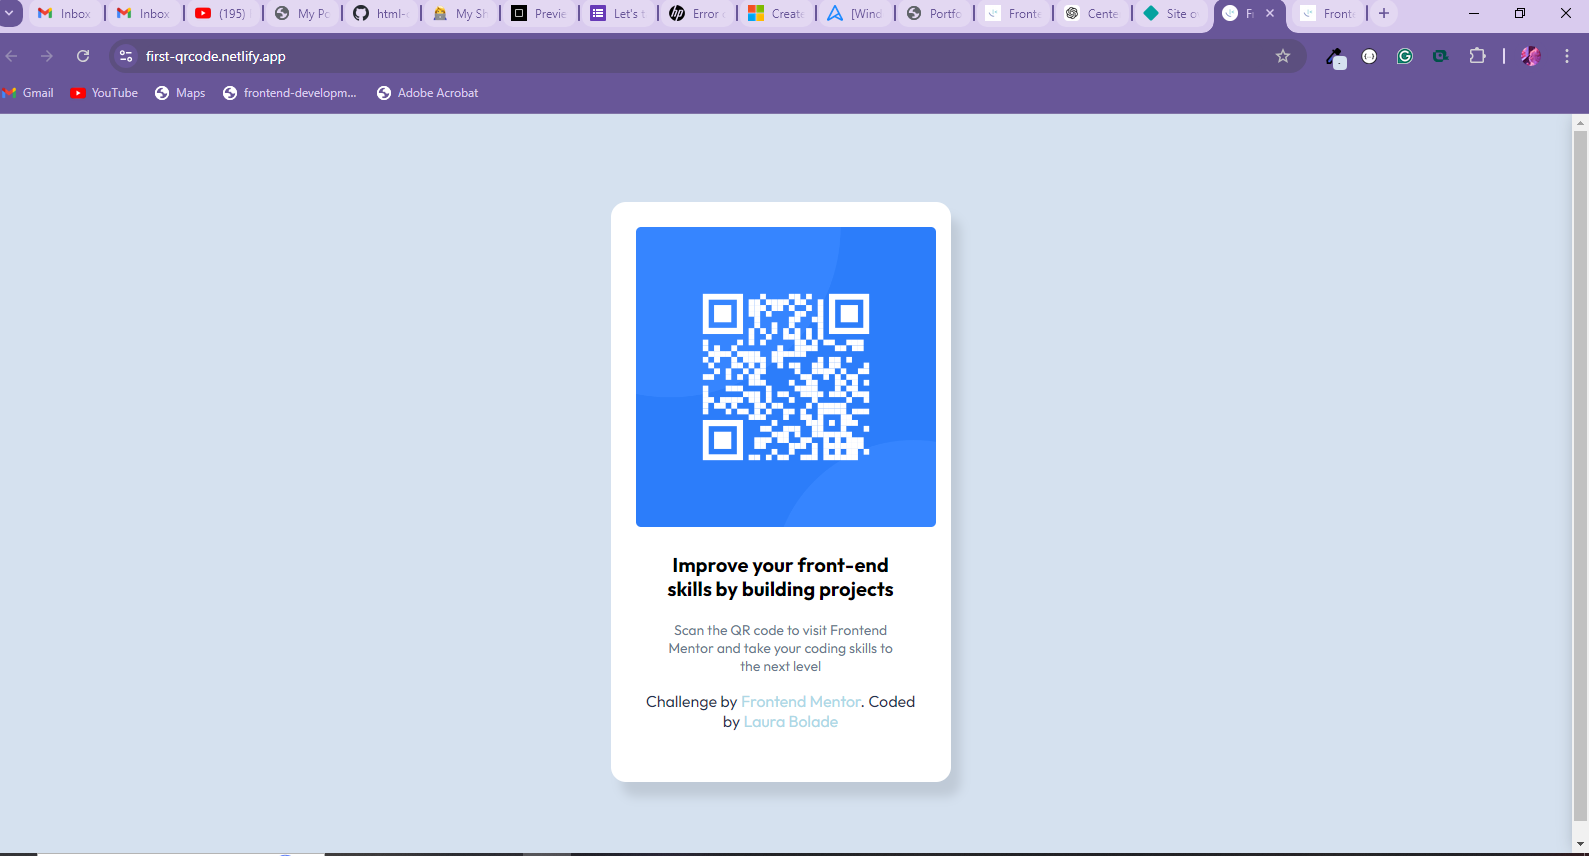 Inbox
Inbox
(195)
My Po
html-
My Sh
Previe
Let's t
Error
Create
[Wind
Portfo
Fronte
Cente
Site o
F
Fronte
first-qrcode.netlify.app
Gmail
YouTube
Maps
frontend-developm...
Adobe Acrobat
Improve your front-end
skills by building projects
Scan the QR code to visit Frontend
Mentor and take your coding skills to
the next level
Challenge by Frontend Mentor. Coded
by Laura Bolade